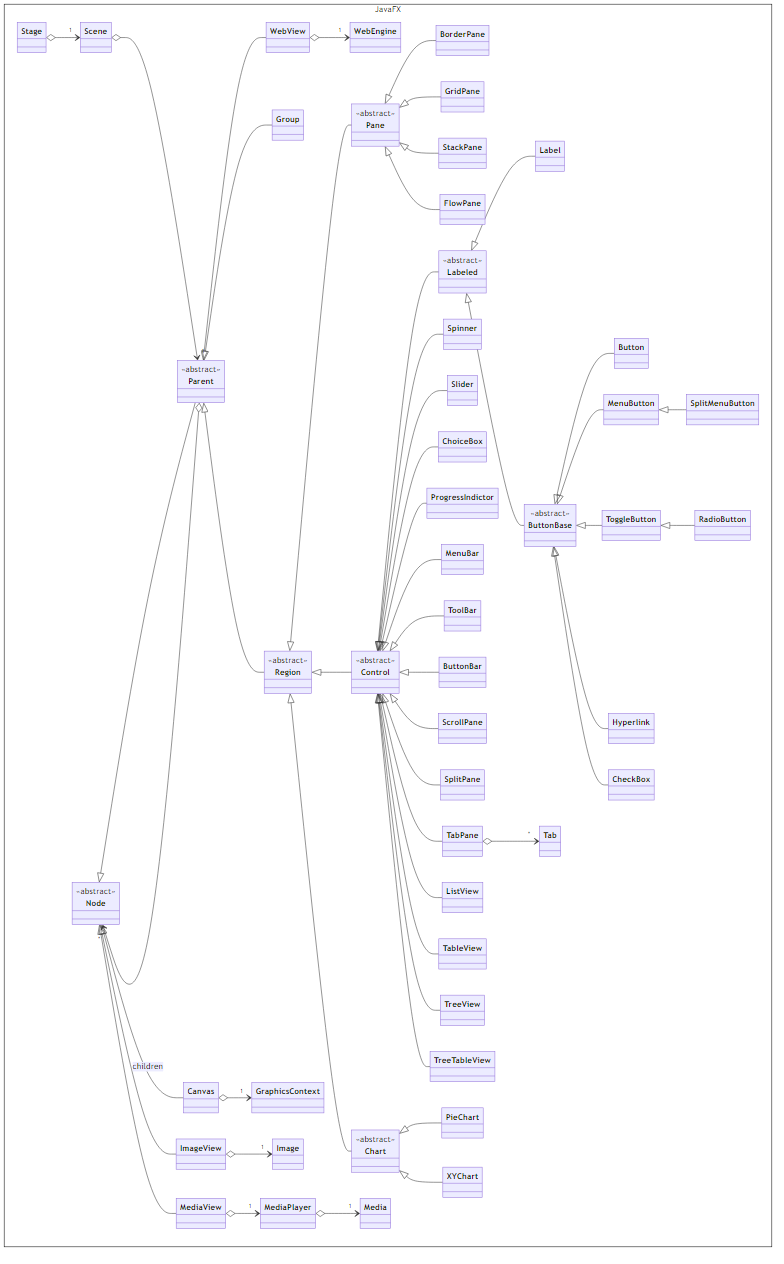 JavaFX
Stage
1
Scene
WebView
1
WebEngine
BorderPane
GridPane
«abstract»
Pane
Group
StackPane
Label
FlowPane
«abstract»
Labeled
Spinner
Button
«abstract»
Parent
Slider
MenuButton
SplitMenuButton
ChoiceBox
ProgressIndictor
«abstract»
ButtonBase
ToggleButton
RadioButton
MenuBar
ToolBar
«abstract»
Region
«abstract»
Control
ButtonBar
ScrollPane
Hyperlink
SplitPane
CheckBox
TabPane
*
Tab
«abstract»
Node
ListView
TableView
TreeView
children
TreeTableView
Canvas
1
GraphicsContext
PieChart
«abstract»
Chart
ImageView
1
Image
XYChart
MediaView
1
MediaPlayer
1
Media